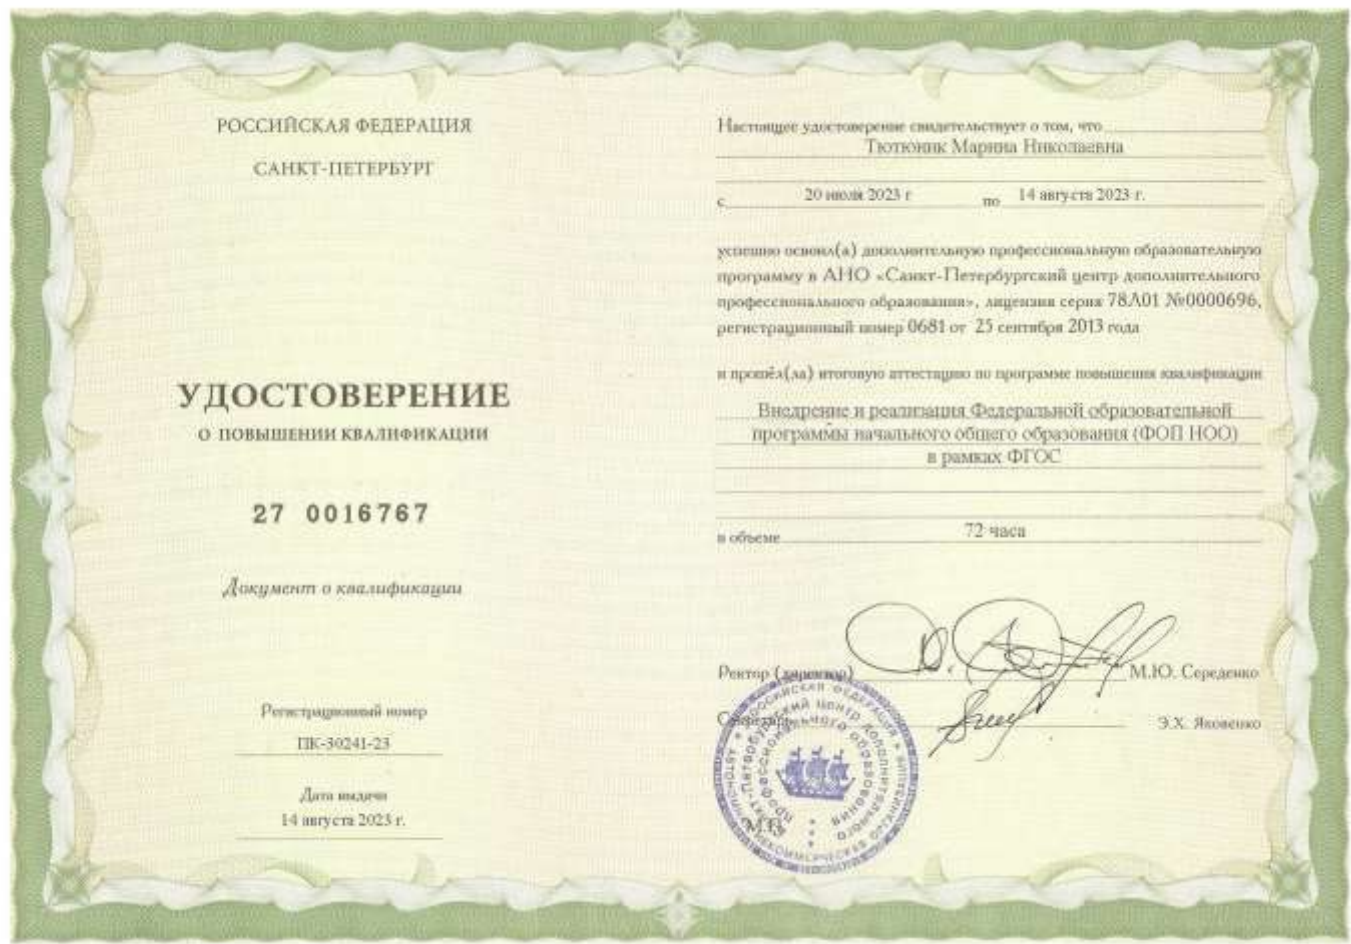 РОССИЙСКАЯ ФЕДЕРАЦИЯ
САНКТ-ПЕТЕРБУРГ
УДОСТОВЕРЕНИЕ
О ПОВЫШЕНИИ КВАЛИФИКАЦИИ
27 0016767
Документ о квалификации
Регистрационный номер
ПК-30241-23
Дата выдачи
14 августа 2023 г.
Настоящее удостоверение свидетельствует о том, что
Тютюник Марина Николаевна
с 20 июля 2023 г по 14 августа 2023 г.
успешно освоил(а) дополнительную профессиональную образовательную
программу в АНО «Санкт-Петербургский центр дополнительного
профессионального образования», лицензия серия 78Л01 №0000696,
регистрационный номер 0681 от 25 сентября 2013 года
и прошёл(ла) итоговую аттестацию по программе повышения квалификации
Внедрение и реализация Федеральной образовательной
программы начального общего образования (ФОП НОО)
в рамках ФГОС
в объеме 72 часа
Ректор (директор) М.Ю. Середенко
Секретарь Э.Х. Яковенко
М.П.